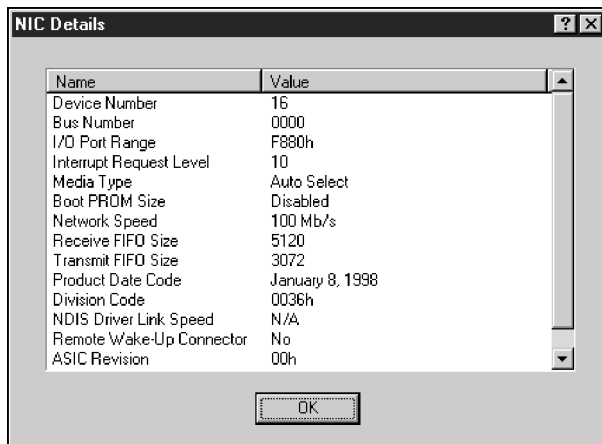 NIC Details
Name Value
Device Number 16
Bus Number 0000
I/O Port Range F880h
Interrupt Request Level 10
Media Type Auto Select
Boot PROM Size Disabled
Network Speed 100 Mb/s
Receive FIFO Size 5120
Transmit FIFO Size 3072
Product Date Code January 8, 1998
Division Code 0036h
NDIS Driver Link Speed N/A
Remote Wake-Up Connector No
ASIC Revision 00h
OK